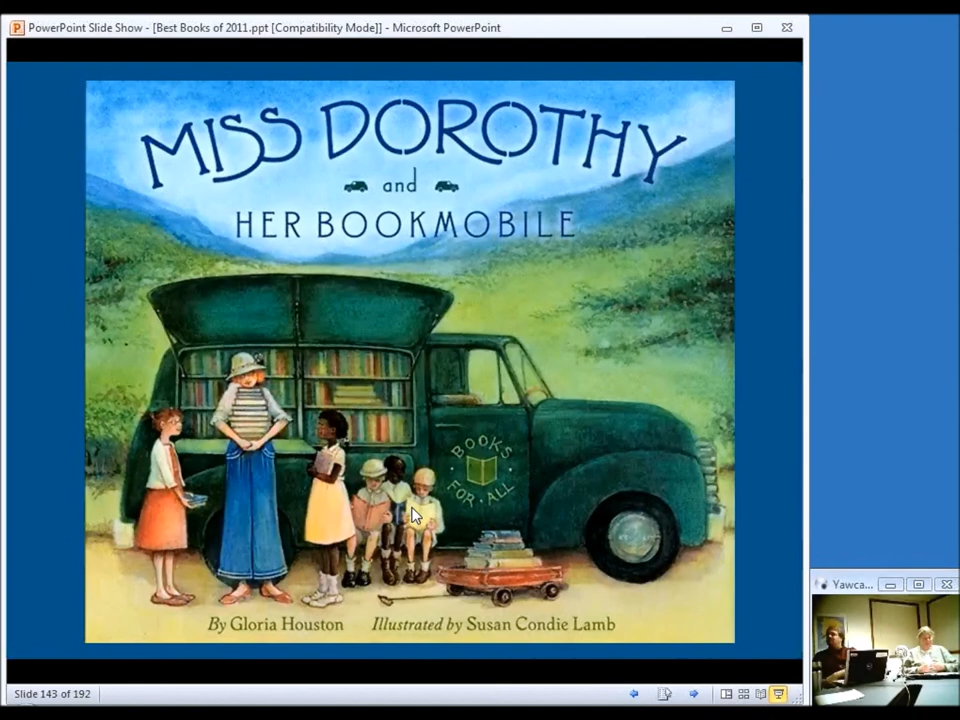 PowerPoint Slide Show - [Best Books of 2011.ppt [Compatibility Mode]] - Microsoft PowerPoint
MISS DOROTHY
and
HER BOOKMOBILE
BOOKS
FOR · ALL
By Gloria Houston Illustrated by Susan Condie Lamb
Yawca...
Slide 143 of 192